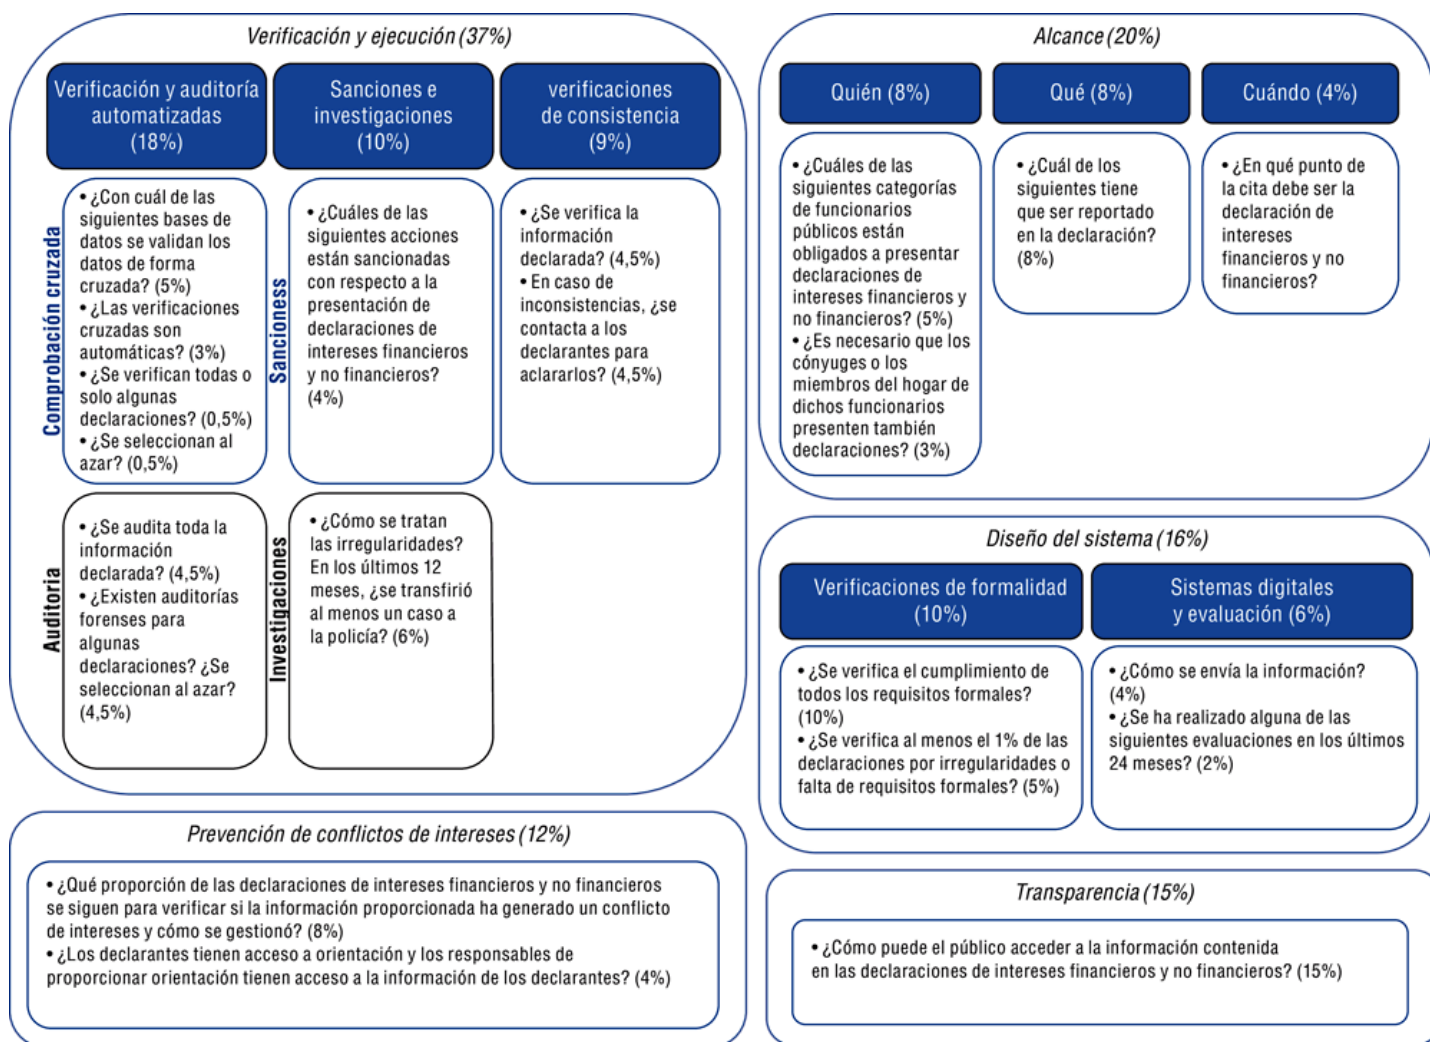 Verificación y ejecución (37%)
Verificación y auditoría
automatizadas
(18%)
Sanciones e
investigaciones
(10%)
verificaciones
de consistencia
(9%)
Comprobación cruzada
• ¿Con cuál de las
siguientes bases de
datos se validan los
datos de forma
cruzada? (5%)
• ¿Las verificaciones
cruzadas son
automáticas? (3%)
• ¿Se verifican todas o
solo algunas
declaraciones? (0,5%)
• ¿Se seleccionan al
azar? (0,5%)
Sancioness
• ¿Cuáles de las
siguientes acciones
están sancionadas
con respecto a la
presentación de
declaraciones de
intereses financieros
y no financieros?
(4%)
• ¿Se verifica la
información
declarada? (4,5%)
• En caso de
inconsistencias, ¿se
contacta a los
declarantes para
aclararlos? (4,5%)
Auditoria
• ¿Se audita toda la
información
declarada? (4,5%)
• ¿Existen auditorías
forenses para
algunas
declaraciones? ¿Se
seleccionan al azar?
(4,5%)
Investigaciones
• ¿Cómo se tratan
las irregularidades?
En los últimos 12
meses, ¿se transfirió
al menos un caso a
la policía? (6%)
Alcance (20%)
Quién (8%)
Qué (8%)
Cuándo (4%)
• ¿Cuáles de las
siguientes categorías
de funcionarios
públicos están
obligados a presentar
declaraciones de
intereses financieros y
no financieros? (5%)
• ¿Es necesario que los
cónyuges o los
miembros del hogar de
dichos funcionarios
presenten también
declaraciones? (3%)
• ¿Cuál de los
siguientes tiene
que ser reportado
en la declaración?
(8%)
• ¿En qué punto de
la cita debe ser la
declaración de
intereses
financieros y no
financieros?
Diseño del sistema (16%)
Verificaciones de formalidad
(10%)
Sistemas digitales
y evaluación (6%)
• ¿Se verifica el cumplimiento de
todos los requisitos formales?
(10%)
• ¿Se verifica al menos el 1% de las
declaraciones por irregularidades o
falta de requisitos formales? (5%)
• ¿Cómo se envía la información?
(4%)
• ¿Se ha realizado alguna de las
siguientes evaluaciones en los últimos
24 meses? (2%)
Prevención de conflictos de intereses (12%)
• ¿Qué proporción de las declaraciones de intereses financieros y no financieros
se siguen para verificar si la información proporcionada ha generado un conflicto
de intereses y cómo se gestionó? (8%)
• ¿Los declarantes tienen acceso a orientación y los responsables de
proporcionar orientación tienen acceso a la información de los declarantes? (4%)
Transparencia (15%)
• ¿Cómo puede el público acceder a la información contenida
en las declaraciones de intereses financieros y no financieros? (15%)